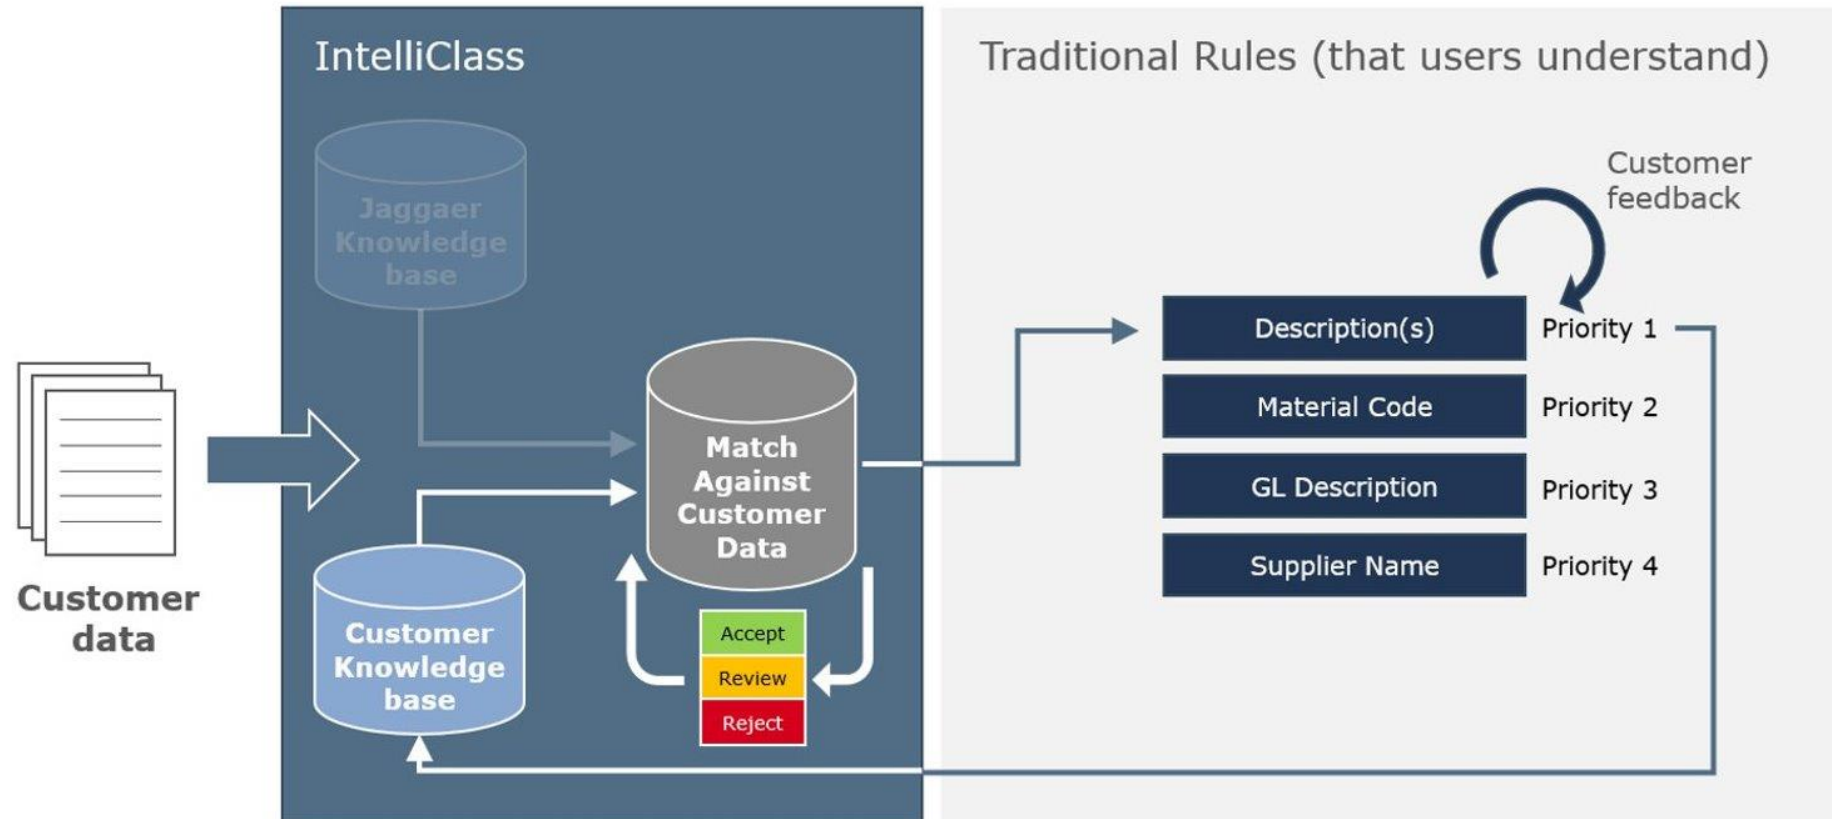 IntelliClass
Traditional Rules (that users understand)
Jaggaer
Knowledge
base
Customer
feedback
Description(s)
Priority 1
Material Code
Priority 2
GL Description
Priority 3
Supplier Name
Priority 4
Match
Against
Customer
Data
Customer
data
Customer
Knowledge
base
Accept
Review
Reject